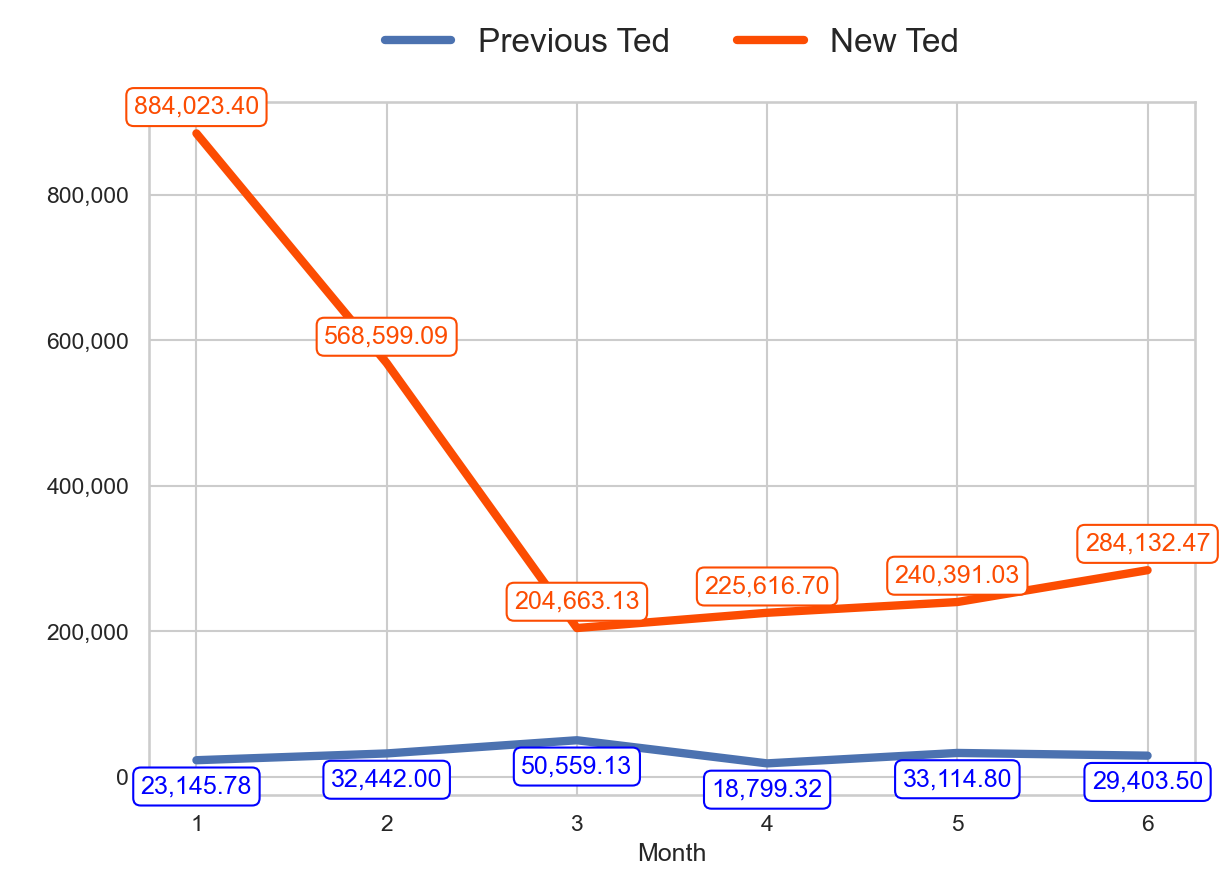 Previous Ted New Ted
884,023.40
800,000
568,599.09
600,000
400,000
284,132.47
240,391.03
225,616.70
204,663.13
200,000
0
23,145.78 32,442.00 50,559.13 18,799.32 33,114.80 29,403.50
1 2 3 4 5 6
Month